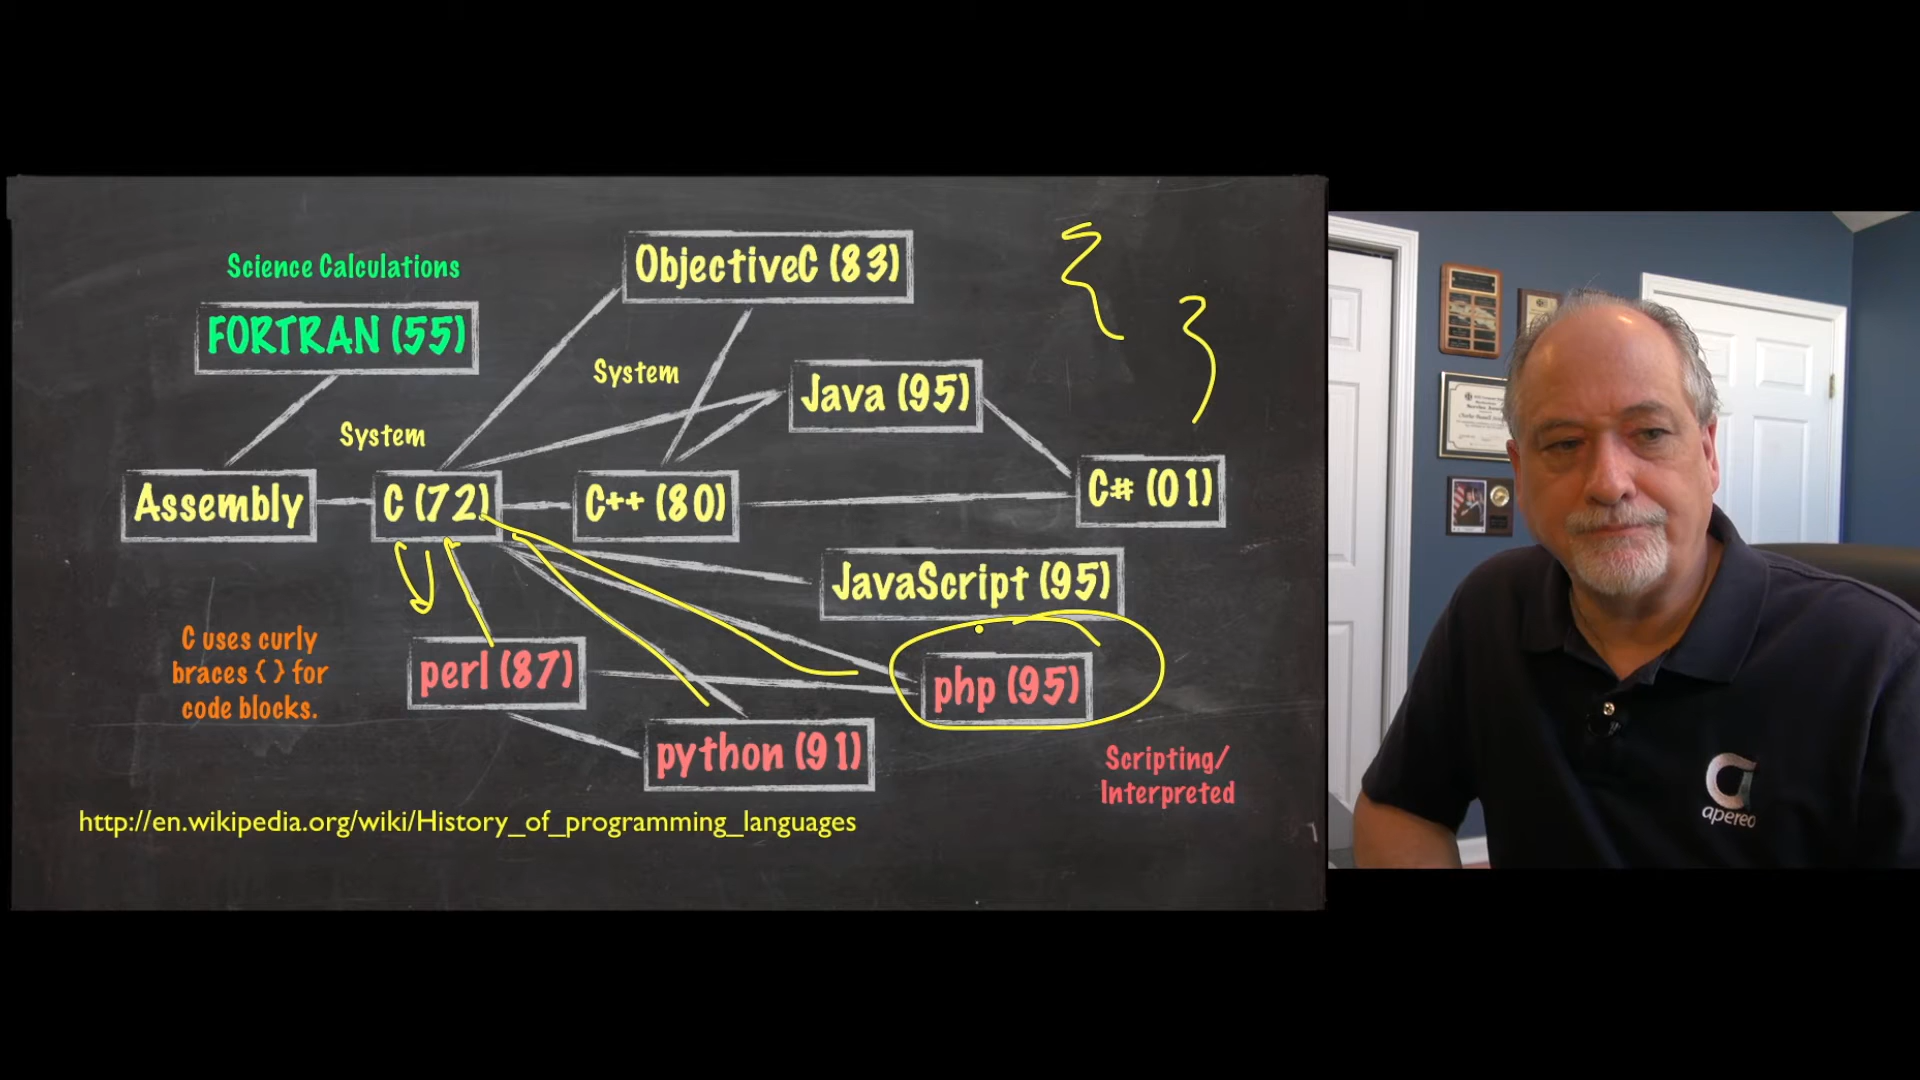 Science Calculations
FORTRAN (55)
ObjectiveC (83)
{
}
System
Java (95)
System
Assembly
C (72)
C++ (80)
C# (01)
JavaScript (95)
C uses curly
braces { } for
code blocks.
perl (87)
php (95)
python (91)
Scripting/
Interpreted
http://en.wikipedia.org/wiki/History_of_programming_languages
apereo